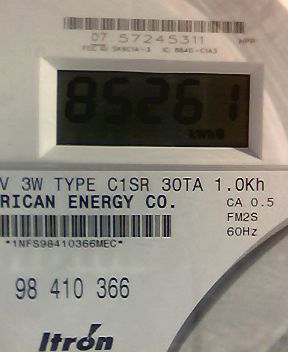 07 57245311
85261
kWh
V 3W TYPE C1SR 30TA 1.0Kh
RICAN ENERGY CO.
CA 0.5
FM2S
60Hz
*1NFS98410366MEC*
98 410 366
Itron